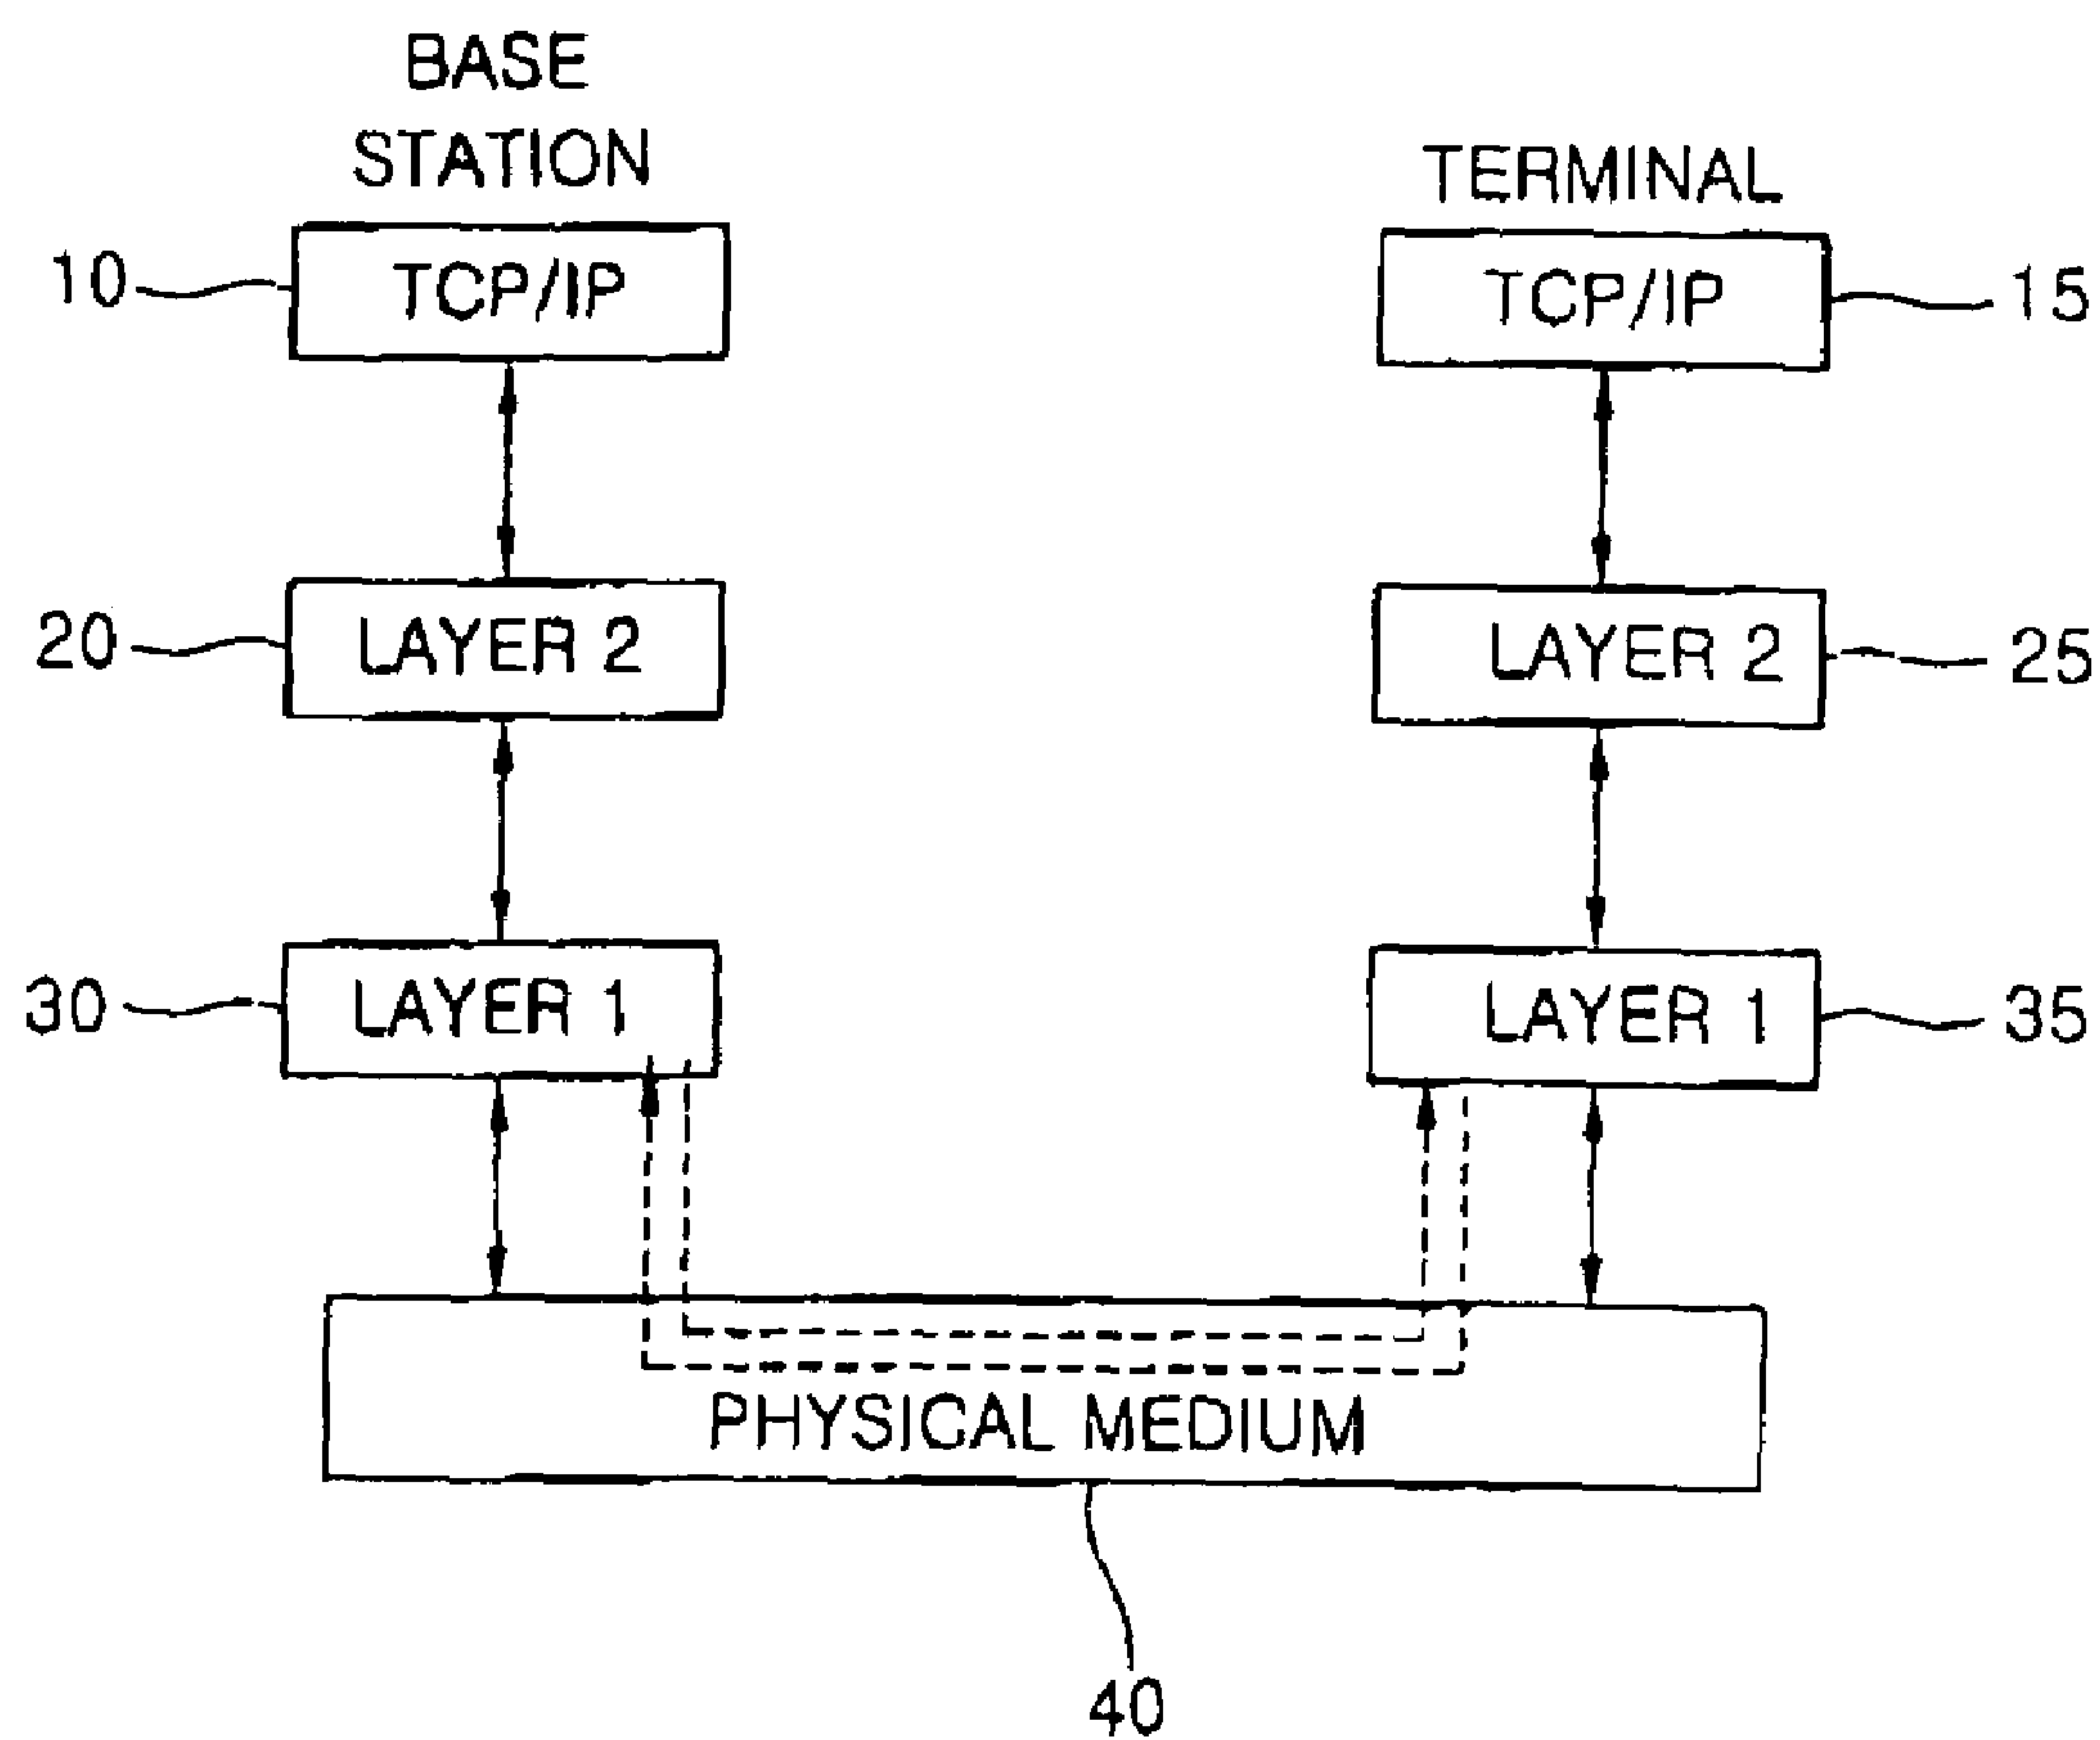 BASE
STATION
TERMINAL
10
TCP/IP
TCP/IP
15
20
LAYER 2
LAYER 2
25
30
LAYER 1
LAYER 1
35
PHYSICAL MEDIUM
40